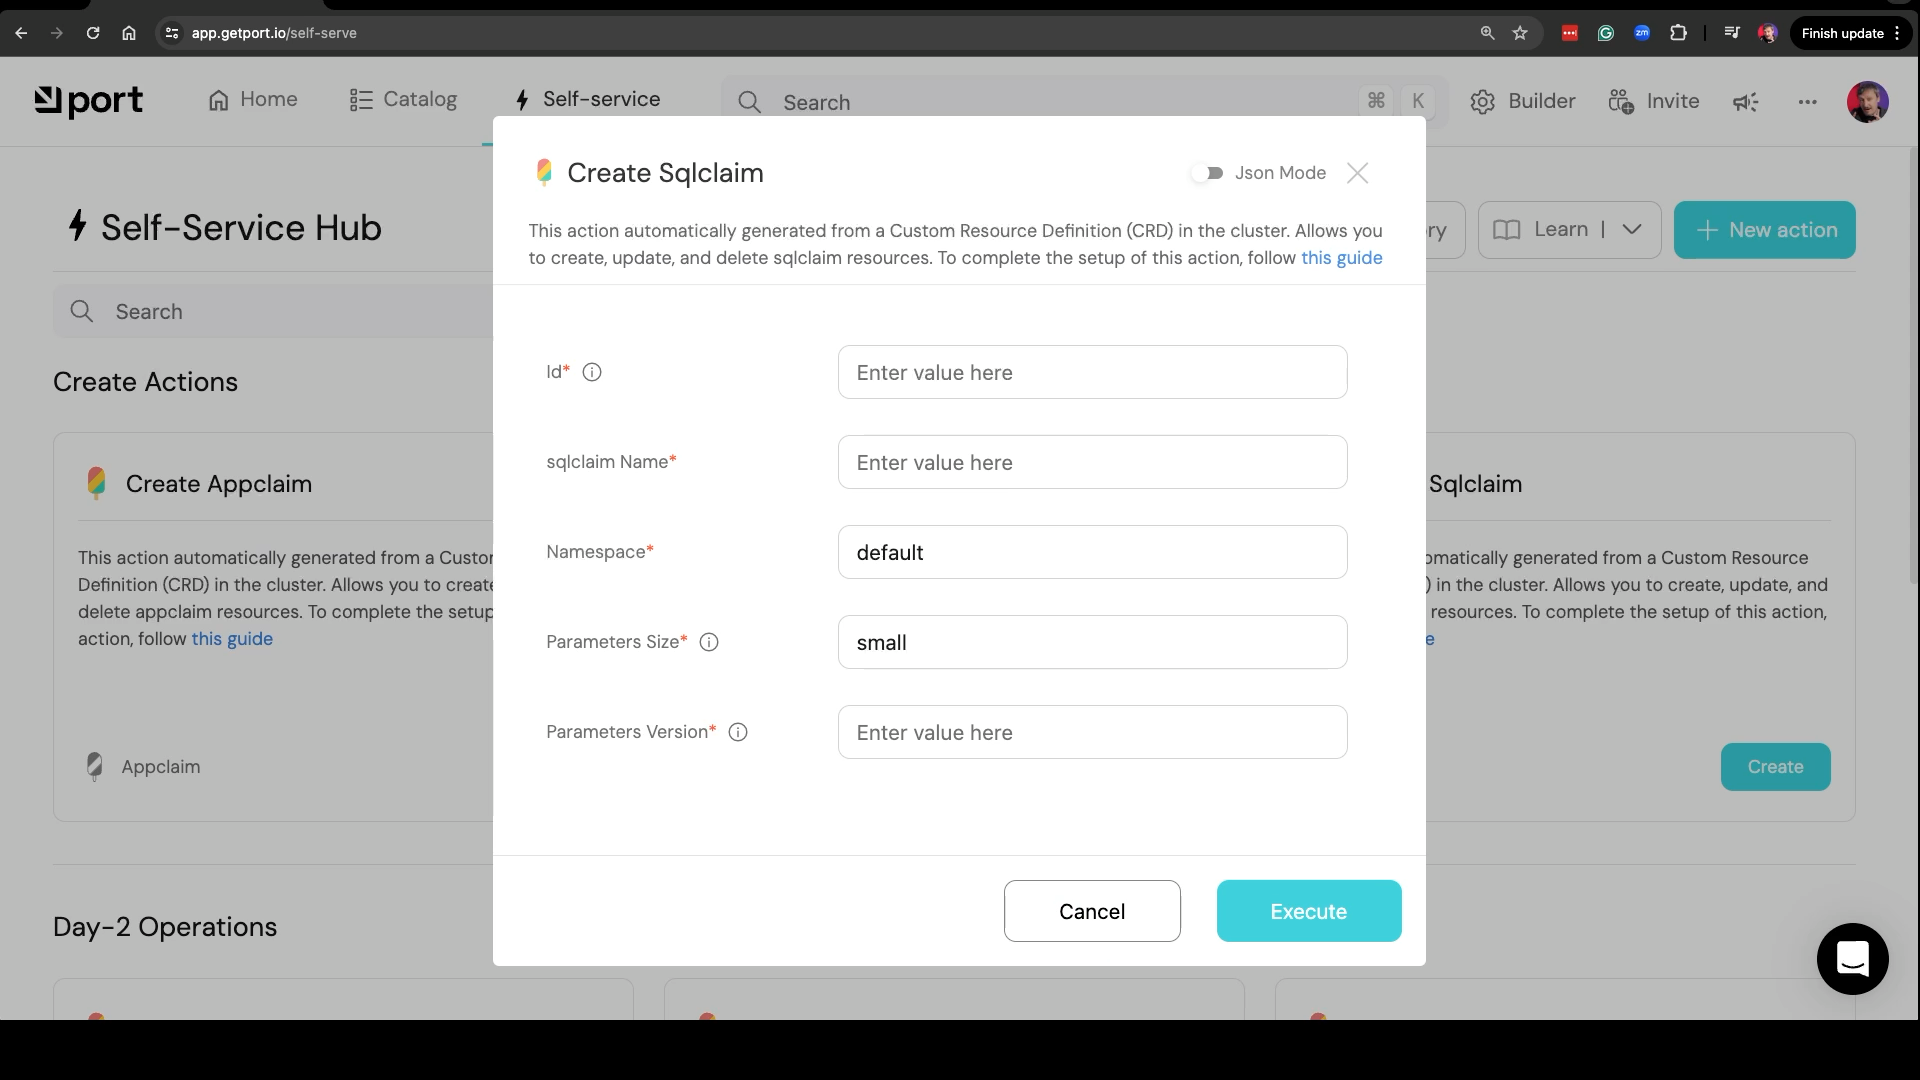 app.getport.io/self-serve
Finish update
port
Home
Catalog
Self-service
Search
⌘ K
Builder
Invite
Create Sqlclaim
Json Mode
This action automatically generated from a Custom Resource Definition (CRD) in the cluster. Allows you
to create, update, and delete sqlclaim resources. To complete the setup of this action, follow this guide
Self-Service Hub
ry
Learn |
New action
Search
Id*
Enter value here
Create Actions
sqlclaim Name*
Enter value here
Create Appclaim
Sqlclaim
Namespace*
default
This action automatically generated from a Custor
Definition (CRD) in the cluster. Allows you to create
delete appclaim resources. To complete the setup
action, follow this guide
omatically generated from a Custom Resource
) in the cluster. Allows you to create, update, and
resources. To complete the setup of this action,
e
Parameters Size*
small
Parameters Version*
Enter value here
Appclaim
Create
Cancel
Execute
Day-2 Operations
zm